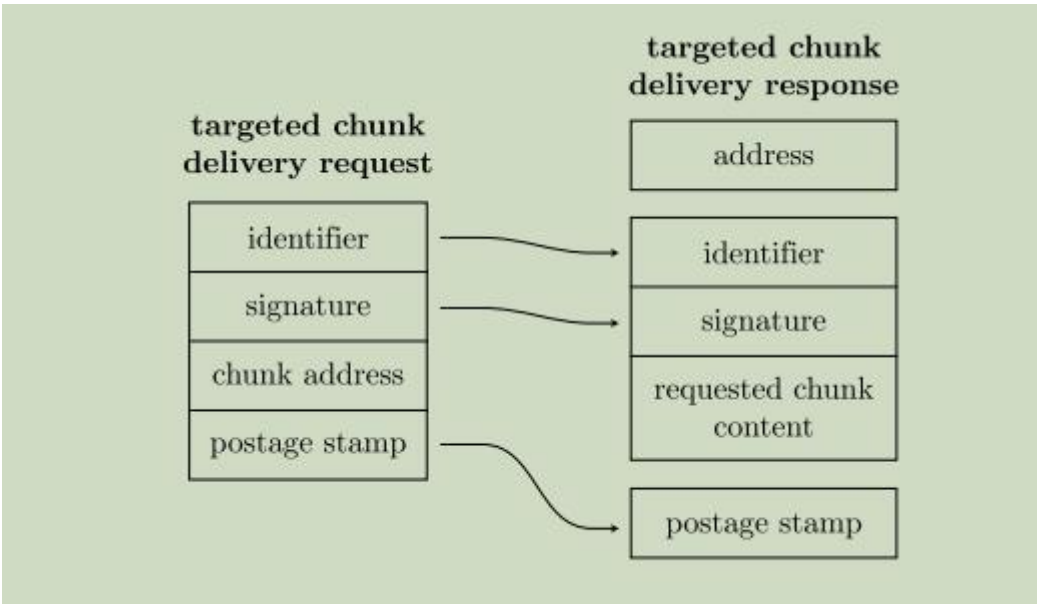 targeted chunk
delivery request
identifier
signature
chunk address
postage stamp
targeted chunk
delivery response
address
identifier
signature
requested chunk
content
postage stamp